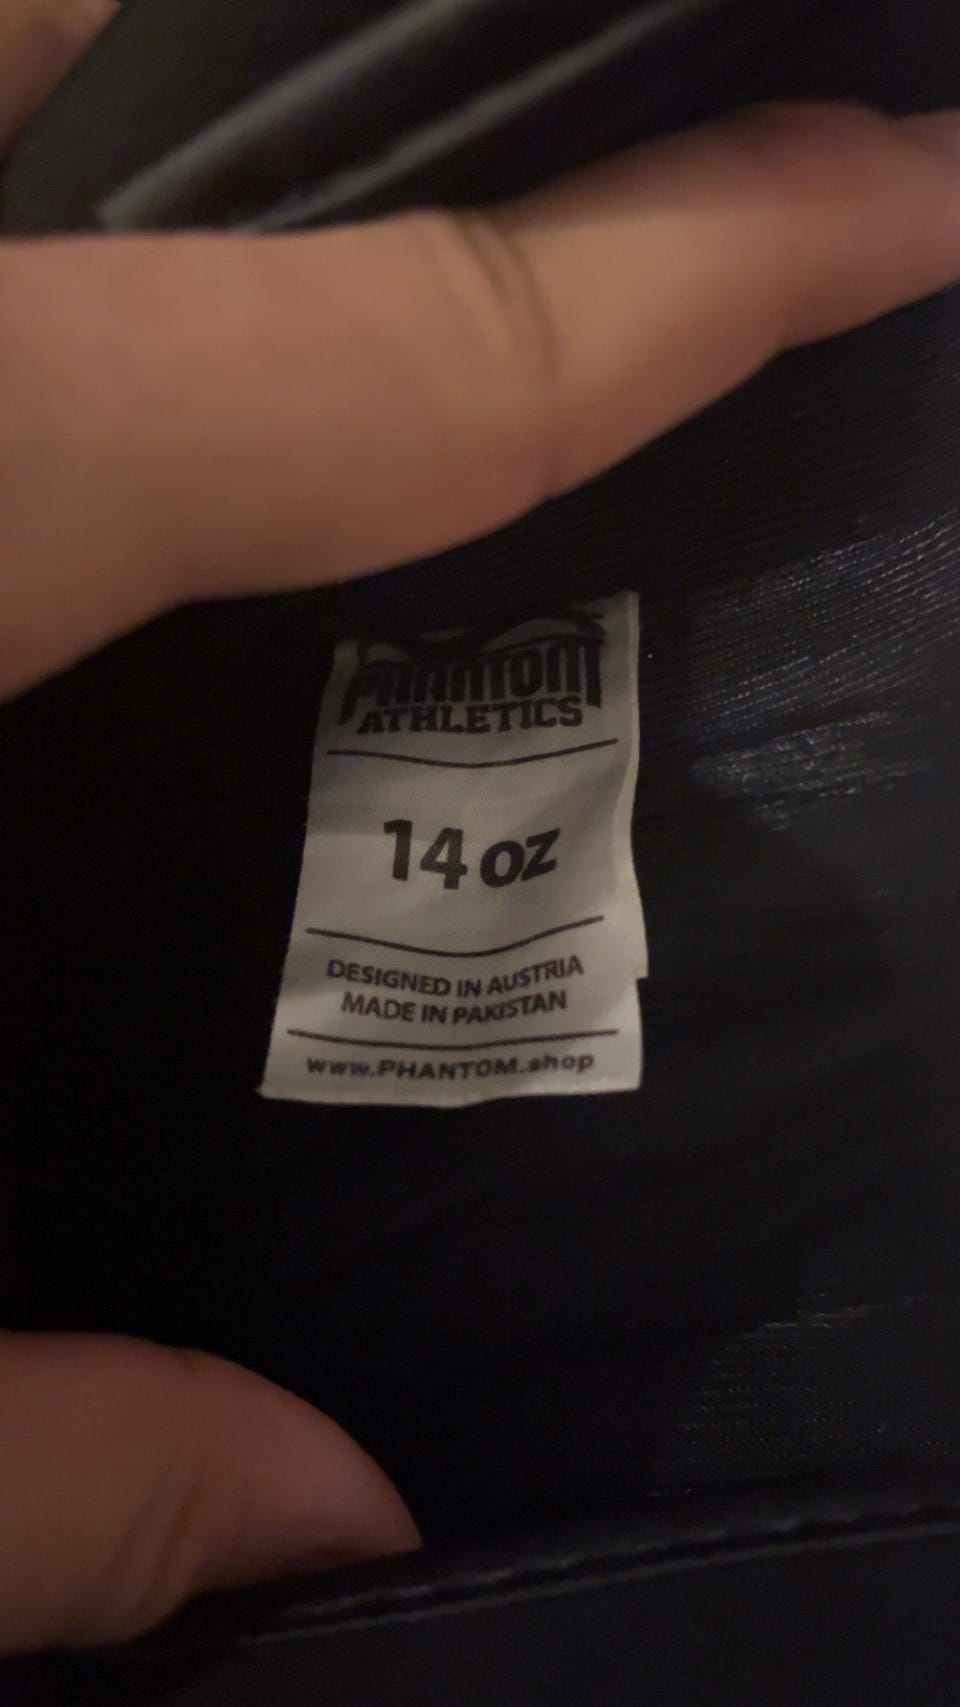 PHANTOM
ATHLETICS
14 oz
DESIGNED IN AUSTRIA
MADE IN PAKISTAN
www.PHANTOM.shop